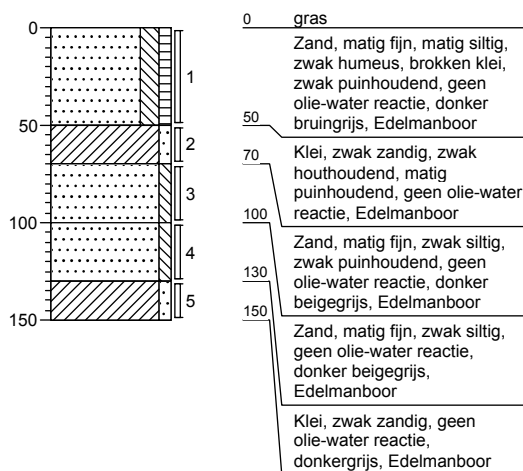 0
50
100
150
1
2
3
4
5
0 gras
Zand, matig fijn, matig siltig,
zwak humeus, brokken klei,
zwak puinhoudend, geen
olie-water reactie, donker
bruingrijs, Edelmanboor
50
Klei, zwak zandig, zwak
houthoudend, matig
puinhoudend, geen olie-water
reactie, Edelmanboor
70
Zand, matig fijn, zwak siltig,
zwak puinhoudend, geen
olie-water reactie, donker
beigegrijs, Edelmanboor
100
Zand, matig fijn, zwak siltig,
geen olie-water reactie,
donker beigegrijs,
Edelmanboor
130
Klei, zwak zandig, geen
olie-water reactie,
donkergrijs, Edelmanboor
150